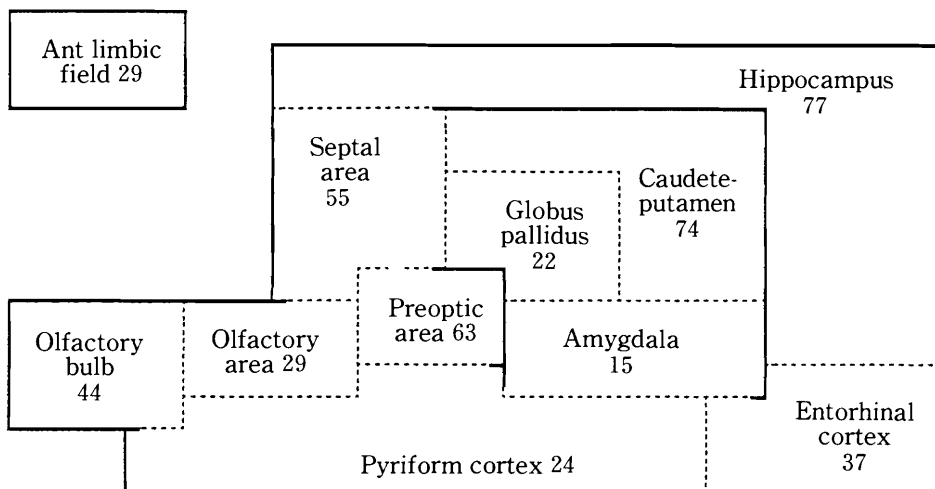 Ant limbic
field 29
Hippocampus
77
Septal
area
55
Caudete-
putamen
74
Globus
pallidus
22
Preoptic
area 63
Olfactory
bulb
44
Olfactory
area 29
Amygdala
15
Entorhinal
cortex
37
Pyriform cortex 24